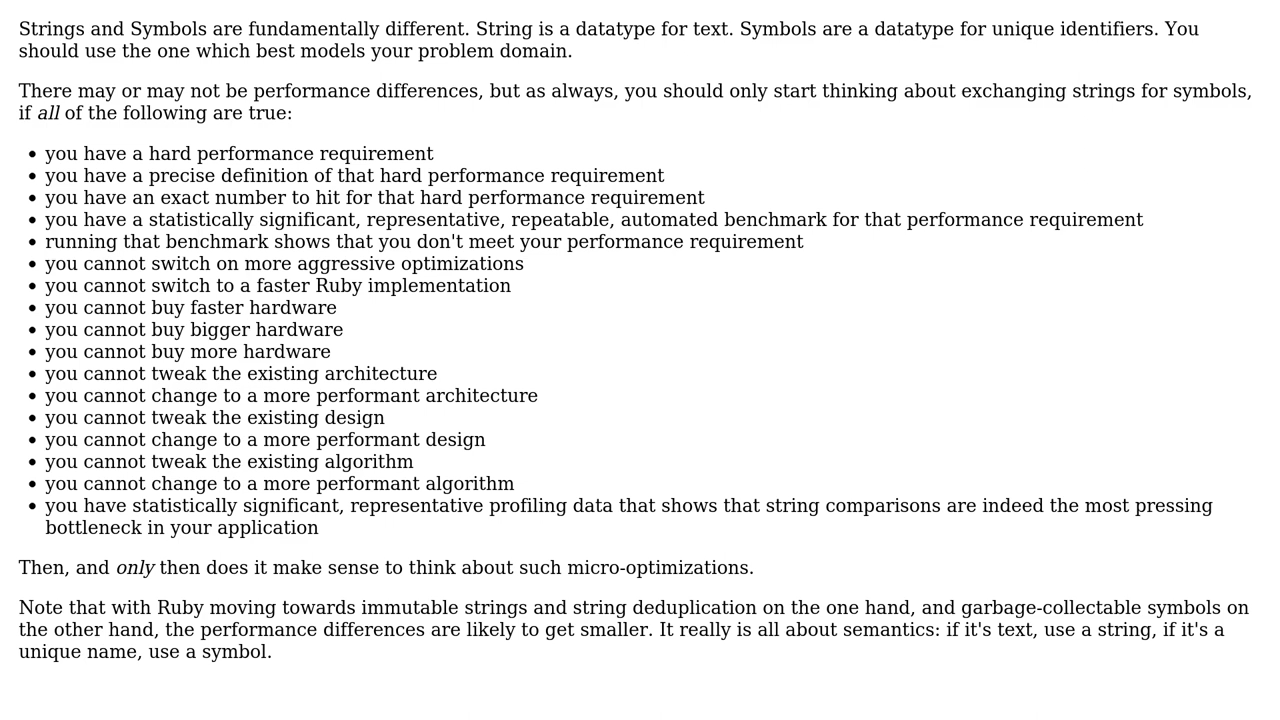 Strings and Symbols are fundamentally different. String is a datatype for text. Symbols are a datatype for unique identifiers. You
should use the one which best models your problem domain.
There may or may not be performance differences, but as always, you should only start thinking about exchanging strings for symbols,
if all of the following are true:
• you have a hard performance requirement
• you have a precise definition of that hard performance requirement
• you have an exact number to hit for that hard performance requirement
• you have a statistically significant, representative, repeatable, automated benchmark for that performance requirement
• running that benchmark shows that you don't meet your performance requirement
• you cannot switch on more aggressive optimizations
• you cannot switch to a faster Ruby implementation
• you cannot buy faster hardware
• you cannot buy bigger hardware
• you cannot buy more hardware
• you cannot tweak the existing architecture
• you cannot change to a more performant architecture
• you cannot tweak the existing design
• you cannot change to a more performant design
• you cannot tweak the existing algorithm
• you cannot change to a more performant algorithm
• you have statistically significant, representative profiling data that shows that string comparisons are indeed the most pressing
bottleneck in your application
Then, and only then does it make sense to think about such micro-optimizations.
Note that with Ruby moving towards immutable strings and string deduplication on the one hand, and garbage-collectable symbols on
the other hand, the performance differences are likely to get smaller. It really is all about semantics: if it's text, use a string, if it's a
unique name, use a symbol.